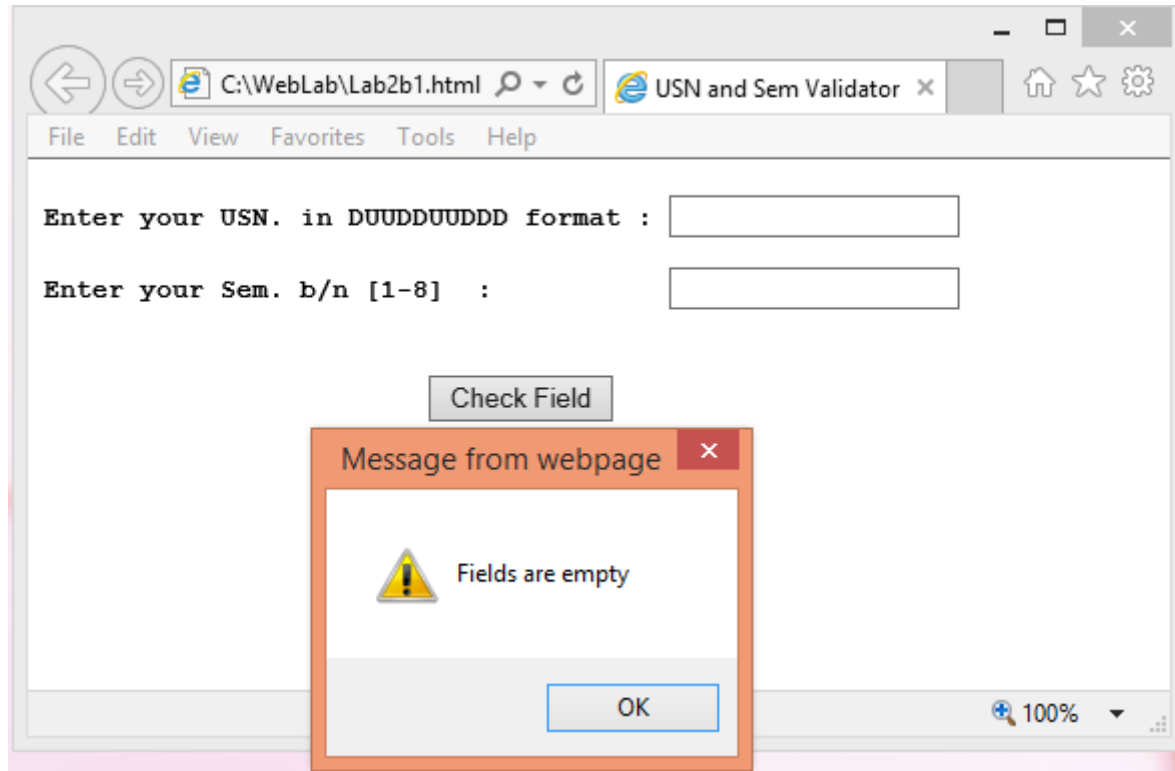 C:\WebLab\Lab2b1.html
USN and Sem Validator
File Edit View Favorites Tools Help
Enter your USN. in DUUDDUUDDD format :
Enter your Sem. b/n [1-8] :
Check Field
Message from webpage
Fields are empty
OK
100%